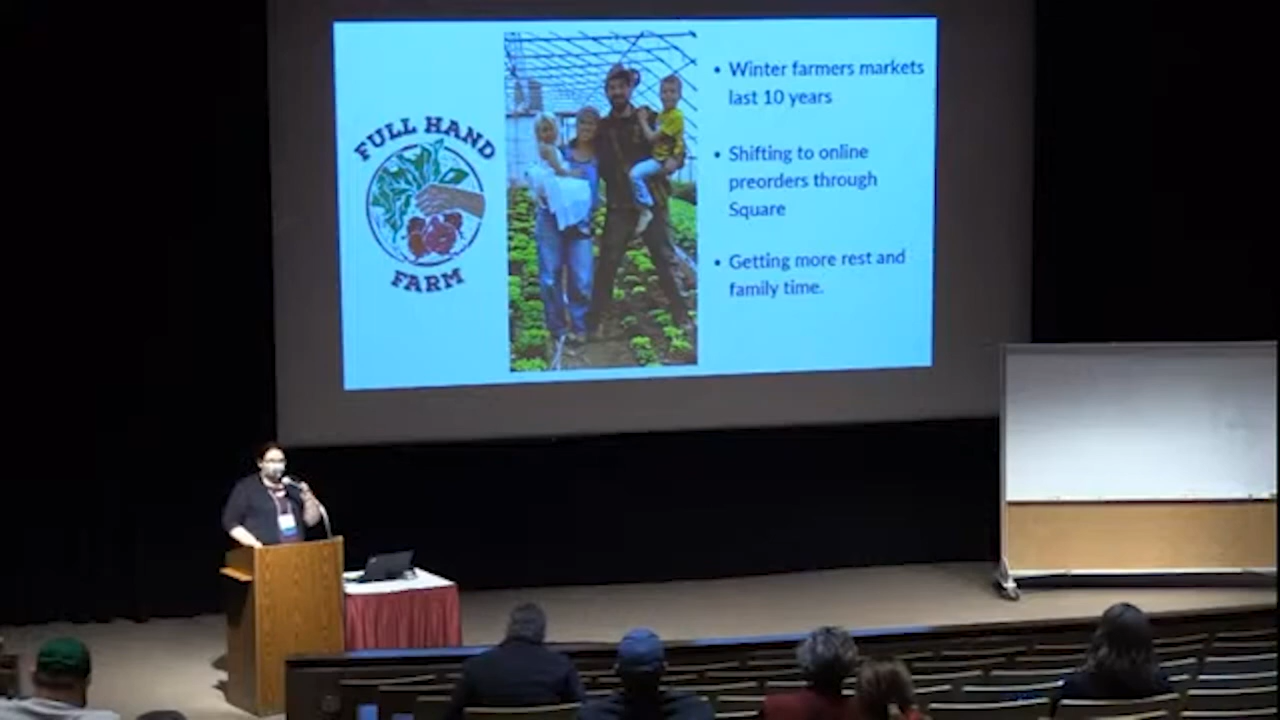 FULL HAND
FARM
• Winter farmers markets
last 10 years
• Shifting to online
preorders through
Square
• Getting more rest and
family time.